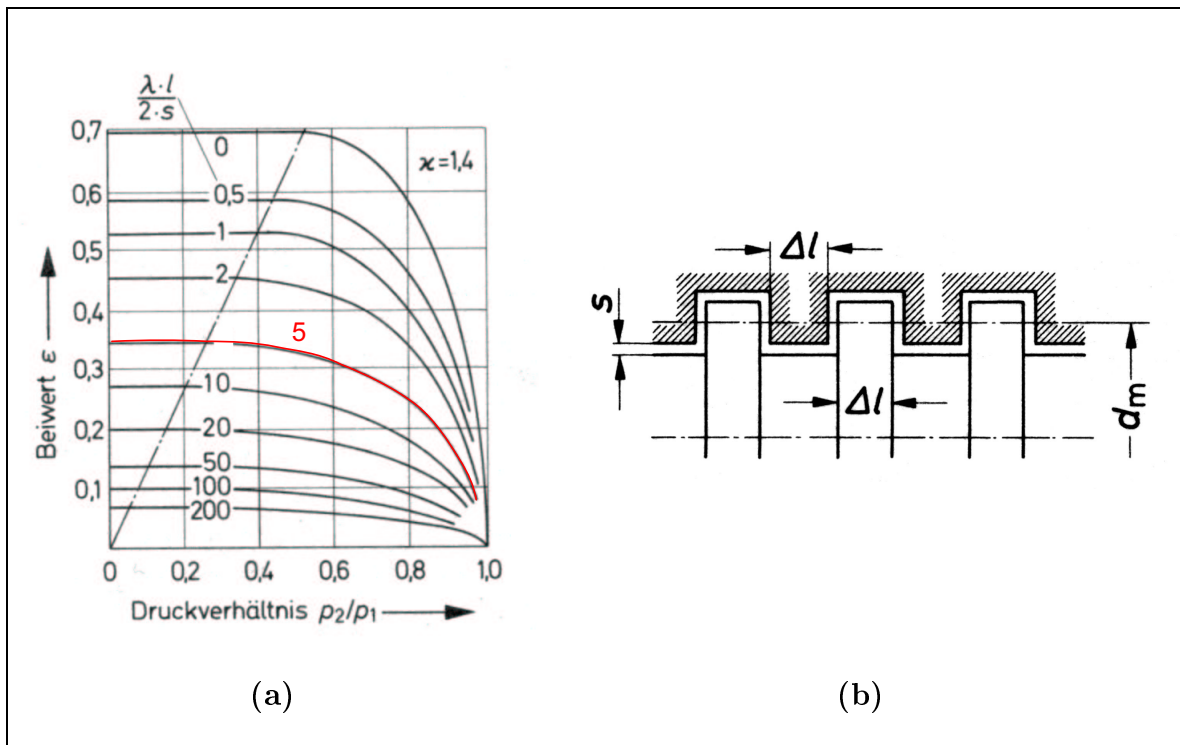 λ·l
2·s
0,7
0
ϰ=1,4
0,6
0,5
0,5
1
2
0,4
5
0,3
10
0,2
20
50
0,1
100
200
Beiwert ε
0 0,2 0,4 0,6 0,8 1,0
Druckverhältnis p₂/p₁
Δl
s
Δl
dₘ
(a) (b)